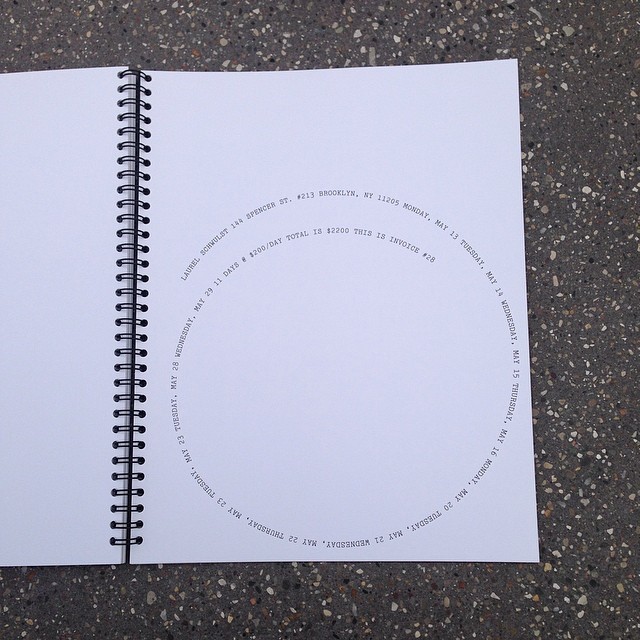 LAUREL SCHWULST 144 SPENCER ST. #213 BROOKLYN, NY 11205 MONDAY, MAY 13 TUESDAY, MAY 14 WEDNESDAY, MAY 15 THURSDAY, MAY 16 MONDAY, MAY 20 TUESDAY, MAY 21 WEDNESDAY, MAY, MAY 22 THURSDAY, MAY 23 TUESDAY, MAY 23 TUESDAY, MAY 28 WEDNESDAY, MAY 29 11 DAYS @ $200/DAY TOTAL IS $2200 THIS IS INVOICE #28